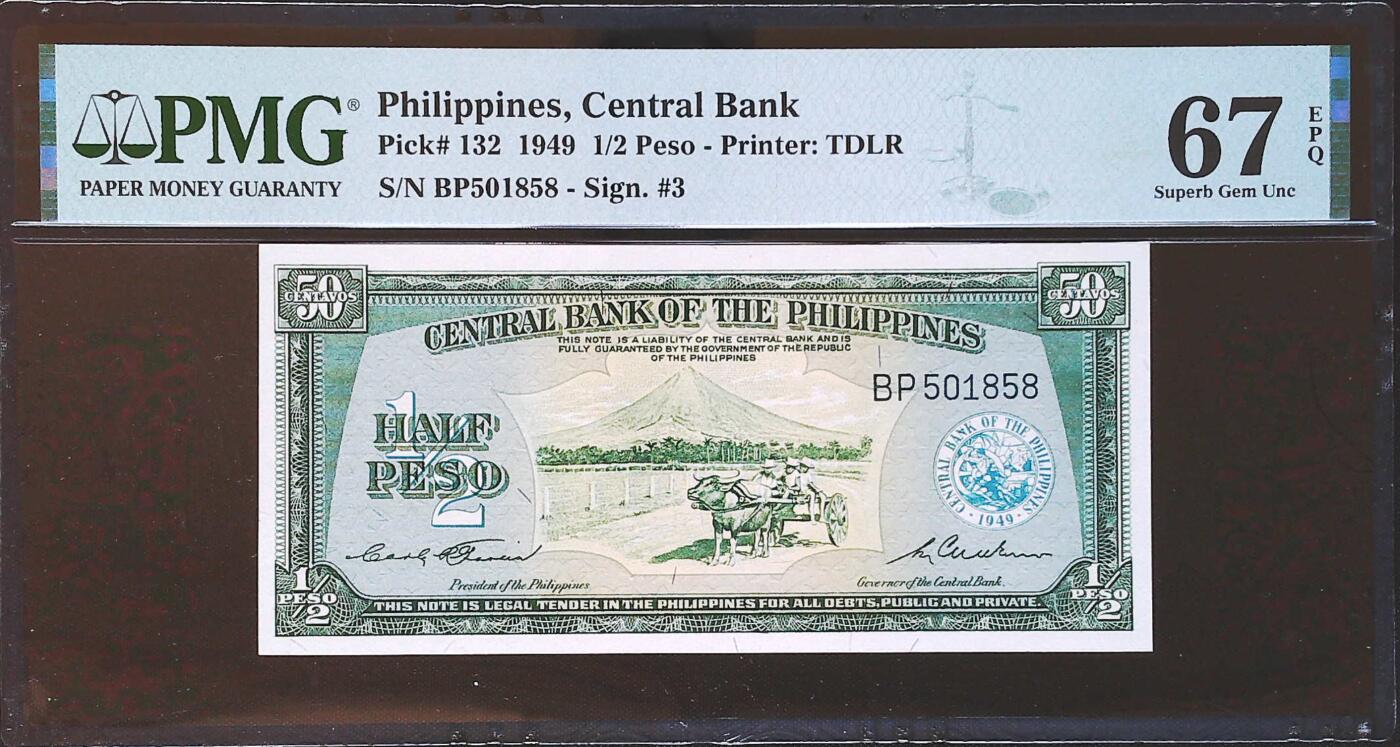 PMG®
PAPER MONEY GUARANTY
Philippines, Central Bank
Pick# 132 1949 1/2 Peso - Printer: TDLR
S/N BP501858 - Sign. #3
67
EPQ
Superb Gem Unc
50
CENTAVOS
50
CENTAVOS
CENTRAL BANK OF THE PHILIPPINES
THIS NOTE IS A LIABILITY OF THE CENTRAL BANK AND IS
FULLY GUARANTEED BY THE GOVERNMENT OF THE REPUBLIC
OF THE PHILIPPINES
BP501858
1/2
HALF
PESO
CENTRAL BANK OF THE PHILIPPINES
· 1949 ·
President of the Philippines
Governor of the Central Bank.
1/2
PESO
THIS NOTE IS LEGAL TENDER IN THE PHILIPPINES FOR ALL DEBTS, PUBLIC AND PRIVATE.
1/2
PESO